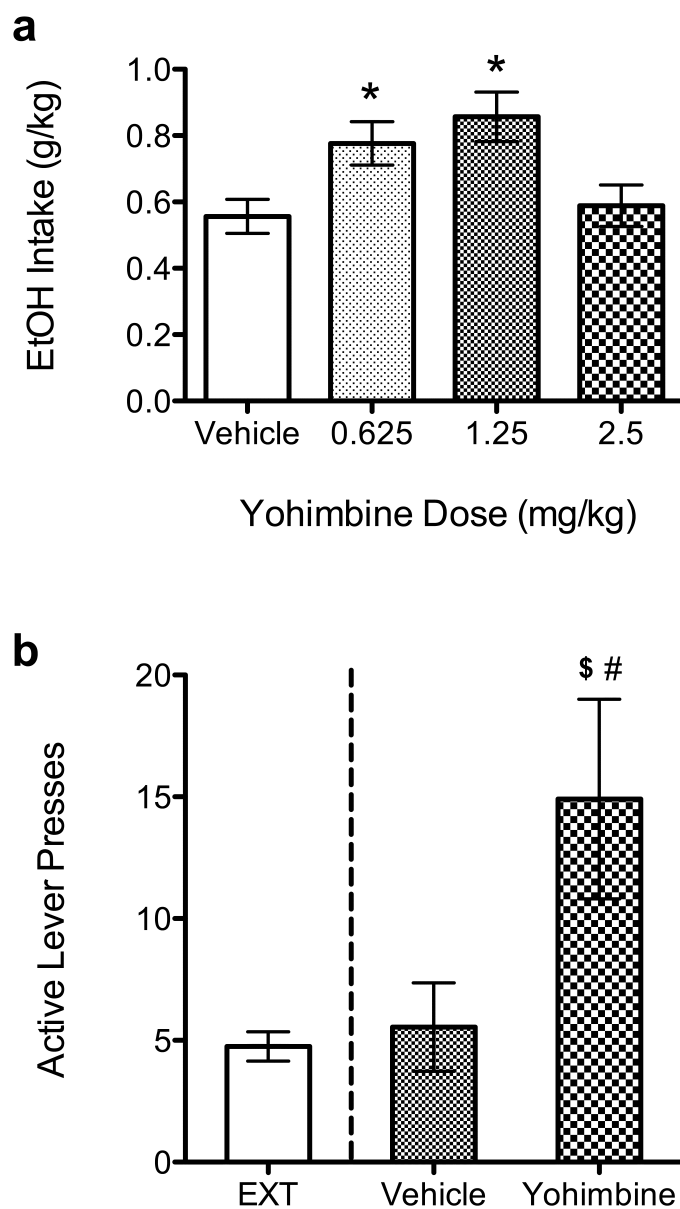 a
EtOH Intake (g/kg)
1.0
0.8
0.6
0.4
0.2
0.0
* *
Vehicle 0.625 1.25 2.5
Yohimbine Dose (mg/kg)
b
Active Lever Presses
20
15
10
5
0
$ #
EXT Vehicle Yohimbine